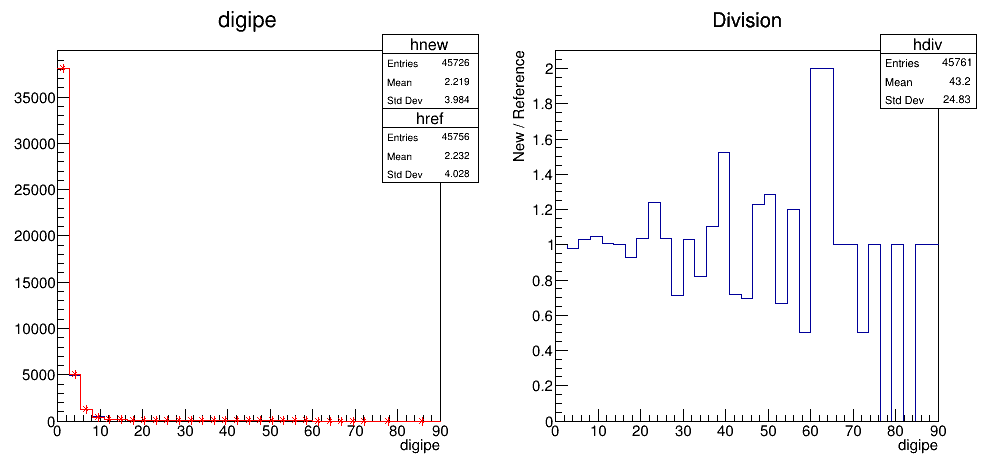 digipe
hnew
Entries 45726
Mean 2.219
Std Dev 3.984
href
Entries 45756
Mean 2.232
Std Dev 4.028
35000
30000
25000
20000
15000
10000
5000
0
0 10 20 30 40 50 60 70 80 90
digipe
Division
hdiv
Entries 45761
Mean 43.2
Std Dev 24.83
New / Reference
2
1.8
1.6
1.4
1.2
1
0.8
0.6
0.4
0.2
0
0 10 20 30 40 50 60 70 80 90
digipe